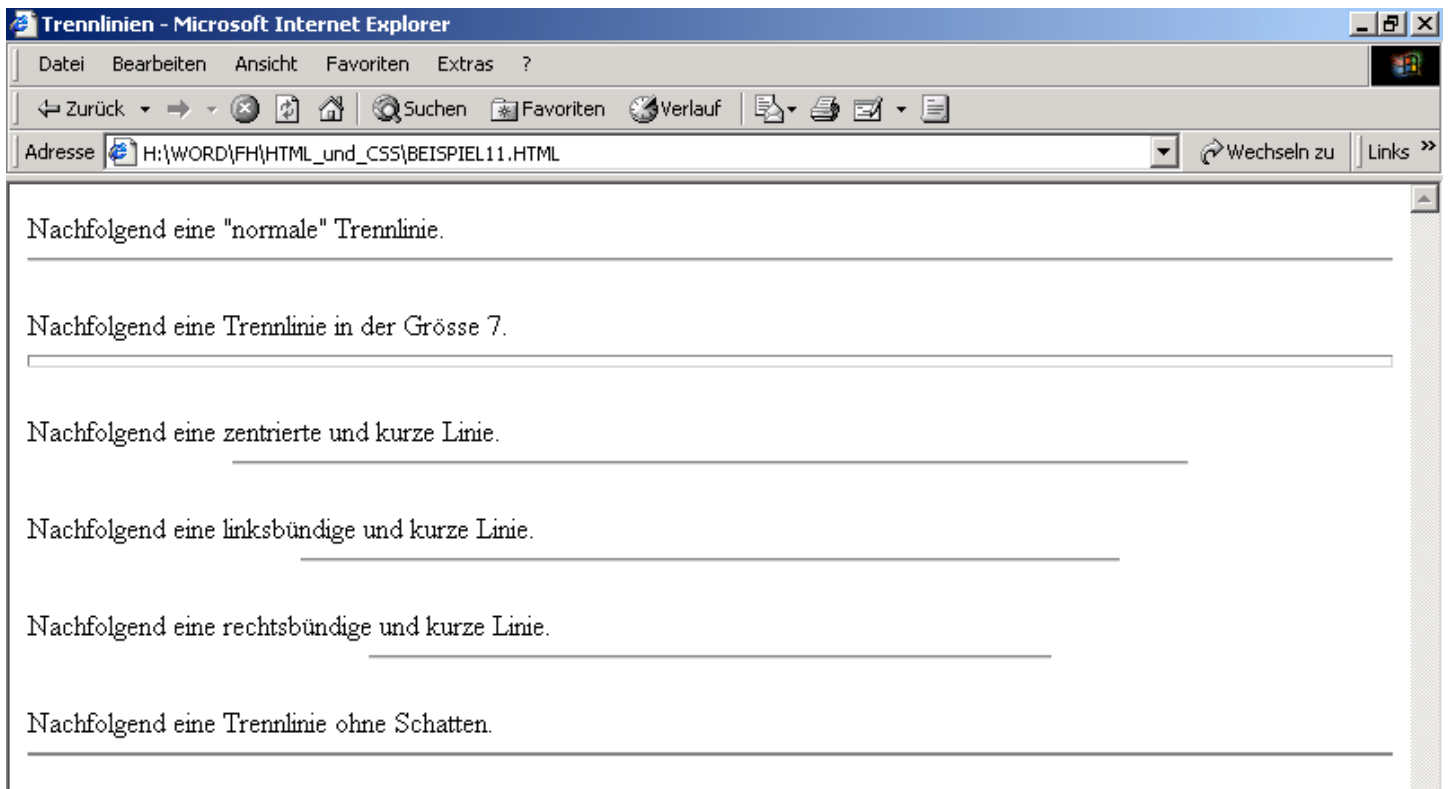 Trennlinien - Microsoft Internet Explorer
Datei Bearbeiten Ansicht Favoriten Extras ?
Zurück Suchen Favoriten Verlauf
Adresse H:\WORD\FH\HTML_und_CSS\BEISPIEL11.HTML Wechseln zu Links »
Nachfolgend eine "normale" Trennlinie.
Nachfolgend eine Trennlinie in der Grösse 7.
Nachfolgend eine zentrierte und kurze Linie.
Nachfolgend eine linksbündige und kurze Linie.
Nachfolgend eine rechtsbündige und kurze Linie.
Nachfolgend eine Trennlinie ohne Schatten.